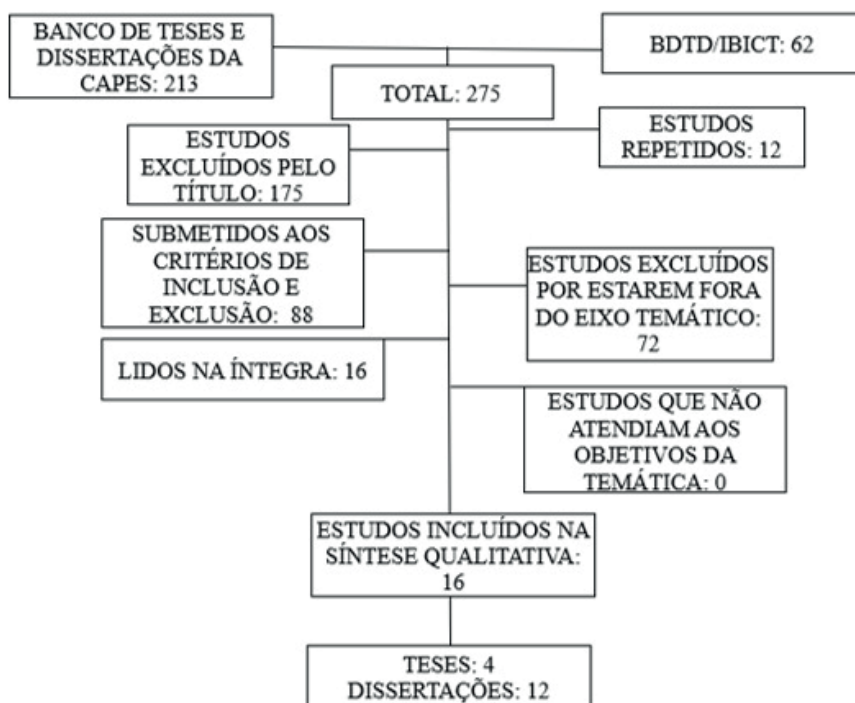 BANCO DE TESES E
DISSERTAÇÕES DA
CAPES: 213
BDTD/IBICT: 62
TOTAL: 275
ESTUDOS
REPETIDOS: 12
ESTUDOS
EXCLUÍDOS PELO
TÍTULO: 175
SUBMETIDOS AOS
CRITÉRIOS DE
INCLUSÃO E
EXCLUSÃO: 88
ESTUDOS EXCLUÍDOS
POR ESTAREM FORA
DO EIXO TEMÁTICO:
72
LIDOS NA ÍNTEGRA: 16
ESTUDOS QUE NÃO
ATENDIAM AOS
OBJETIVOS DA
TEMÁTICA: 0
ESTUDOS INCLUÍDOS NA
SÍNTESE QUALITATIVA:
16
TESES: 4
DISSERTAÇÕES: 12